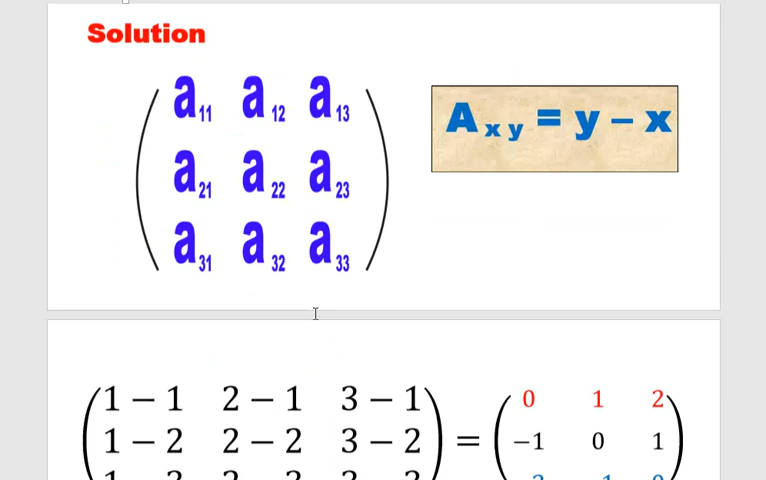 Solution
a₁₁ a₁₂ a₁₃
A x y = y − x
a₂₁ a₂₂ a₂₃
a₃₁ a₃₂ a₃₃
1 − 1 2 − 1 3 − 1 0 1 2
1 − 2 2 − 2 3 − 2 = −1 0 1